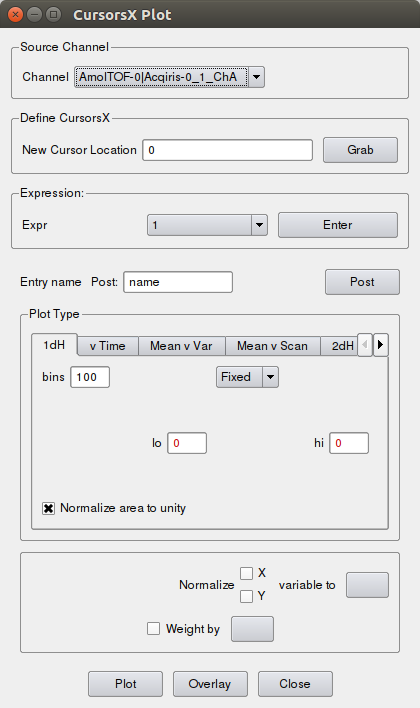 CursorsX Plot
Source Channel
Channel AmoITOF-0|Acqiris-0_1_ChA
Define CursorsX
New Cursor Location 0 Grab
Expression:
Expr 1 Enter
Entry name Post: name Post
Plot Type
1dH v Time Mean v Var Mean v Scan 2dH
bins 100 Fixed
lo 0 hi 0
Normalize area to unity
Normalize X Y variable to
Weight by
Plot Overlay Close